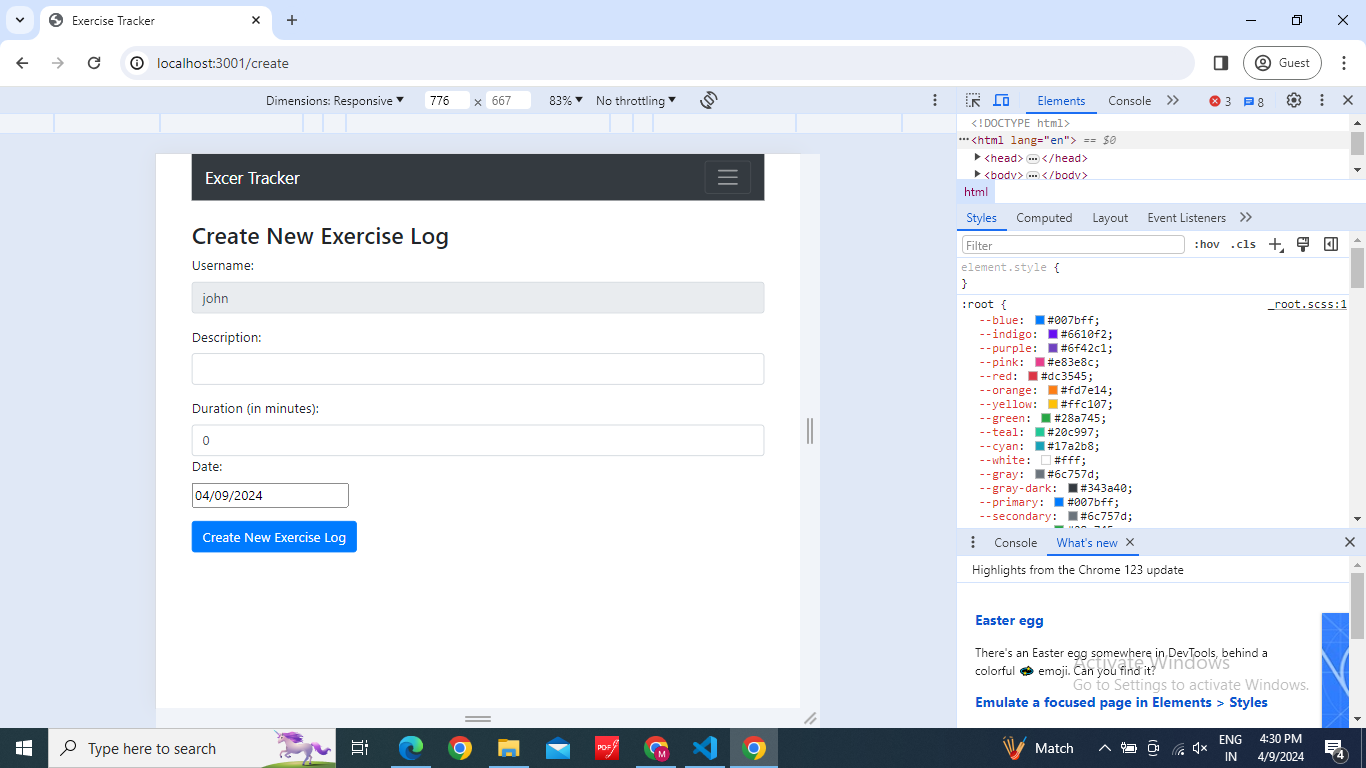 Exercise Tracker
localhost:3001/create
Guest
Dimensions: Responsive 776 × 667 83% No throttling
Elements Console 3 8
<!DOCTYPE html>
<html lang="en"> == $0
<head> </head>
<body> </body>
html
Styles Computed Layout Event Listeners
Filter :hov .cls
element.style {
}
:root { _root.scss:1
--blue: #007bff;
--indigo: #6610f2;
--purple: #6f42c1;
--pink: #e83e8c;
--red: #dc3545;
--orange: #fd7e14;
--yellow: #ffc107;
--green: #28a745;
--teal: #20c997;
--cyan: #17a2b8;
--white: #fff;
--gray: #6c757d;
--gray-dark: #343a40;
--primary: #007bff;
--secondary: #6c757d;
Excer Tracker
Create New Exercise Log
Username:
john
Description:
Duration (in minutes):
0
Date:
04/09/2024
Create New Exercise Log
Console What's new
Highlights from the Chrome 123 update
Easter egg
There's an Easter egg somewhere in DevTools, behind a
colorful emoji. Can you find it?
Emulate a focused page in Elements > Styles
Activate Windows
Go to Settings to activate Windows.
Type here to search
PDF
M
Match
ENG
IN
4:30 PM
4/9/2024
4